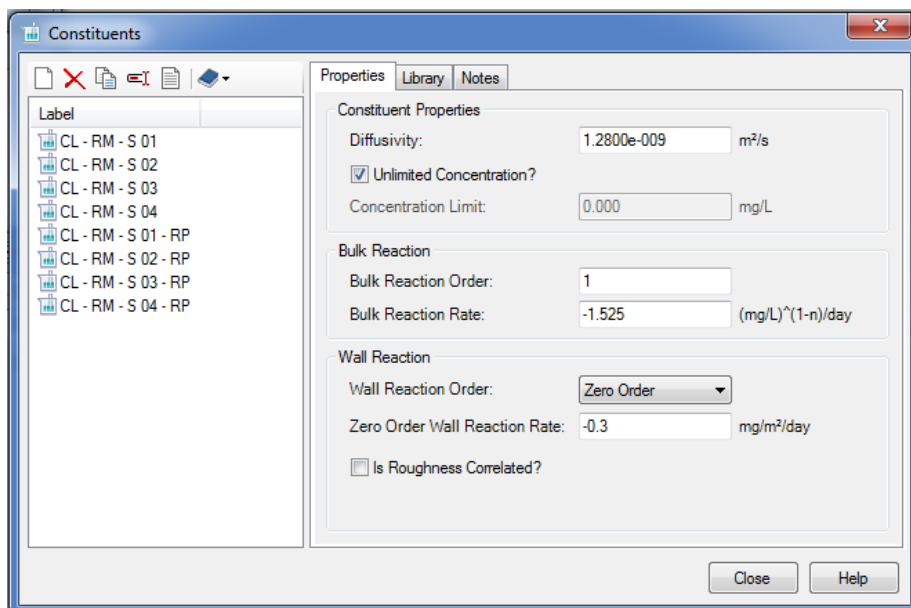 Constituents
Label
CL - RM - S 01
CL - RM - S 02
CL - RM - S 03
CL - RM - S 04
CL - RM - S 01 - RP
CL - RM - S 02 - RP
CL - RM - S 03 - RP
CL - RM - S 04 - RP
Properties Library Notes
Constituent Properties
Diffusivity: 1.2800e-009 m²/s
Unlimited Concentration?
Concentration Limit: 0.000 mg/L
Bulk Reaction
Bulk Reaction Order: 1
Bulk Reaction Rate: -1.525 (mg/L)^(1-n)/day
Wall Reaction
Wall Reaction Order: Zero Order
Zero Order Wall Reaction Rate: -0.3 mg/m²/day
Is Roughness Correlated?
Close Help